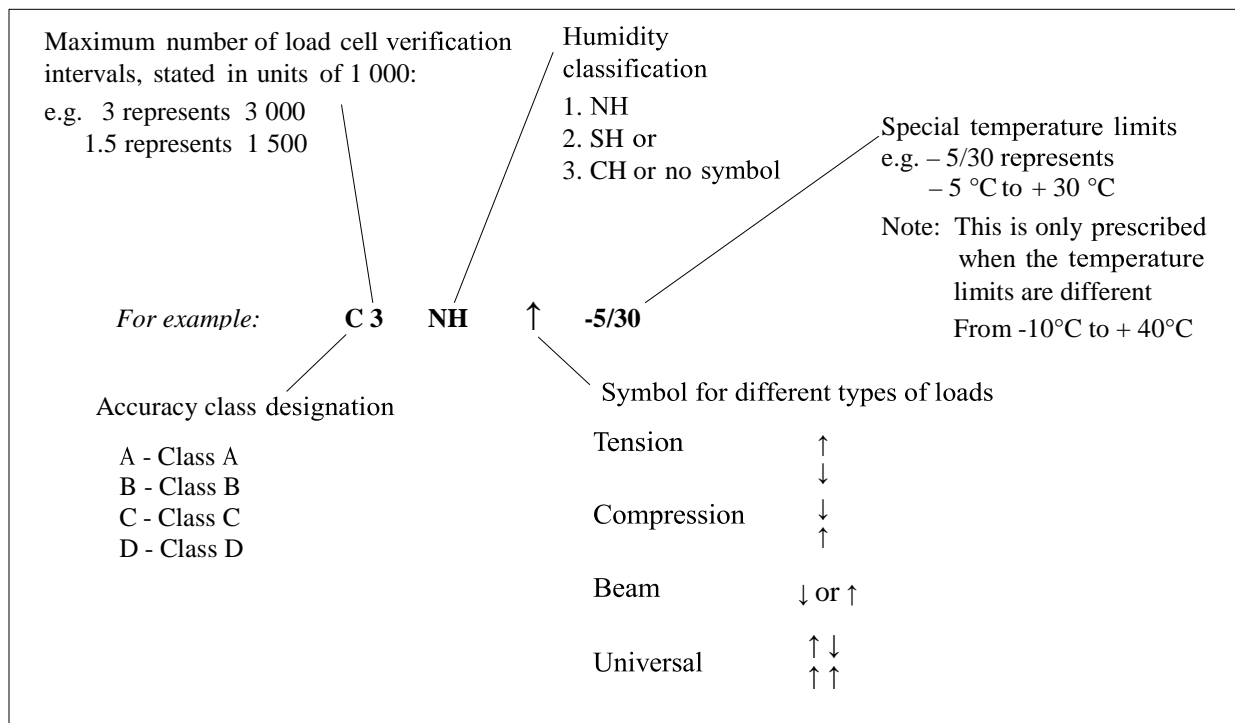 Maximum number of load cell verification
intervals, stated in units of 1 000:
e.g. 3 represents 3 000
1.5 represents 1 500
Humidity
classification
1. NH
2. SH or
3. CH or no symbol
Special temperature limits
e.g. – 5/30 represents
– 5 °C to + 30 °C
Note: This is only prescribed
when the temperature
limits are different
From -10°C to + 40°C
For example: C 3 NH ↑ -5/30
Accuracy class designation
A - Class A
B - Class B
C - Class C
D - Class D
Symbol for different types of loads
Tension ↑
↓
Compression ↓
↑
Beam ↓ or ↑
Universal ↑ ↓
↑ ↑